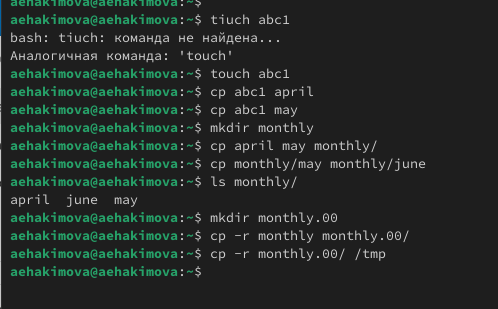 aehakimova@aehakimova:~$
aehakimova@aehakimova:~$ tiuch abc1
bash: tiuch: команда не найдена...
Аналогичная команда: 'touch'
aehakimova@aehakimova:~$ touch abc1
aehakimova@aehakimova:~$ cp abc1 april
aehakimova@aehakimova:~$ cp abc1 may
aehakimova@aehakimova:~$ mkdir monthly
aehakimova@aehakimova:~$ cp april may monthly/
aehakimova@aehakimova:~$ cp monthly/may monthly/june
aehakimova@aehakimova:~$ ls monthly/
april  june  may
aehakimova@aehakimova:~$ mkdir monthly.00
aehakimova@aehakimova:~$ cp -r monthly monthly.00/
aehakimova@aehakimova:~$ cp -r monthly.00/ /tmp
aehakimova@aehakimova:~$